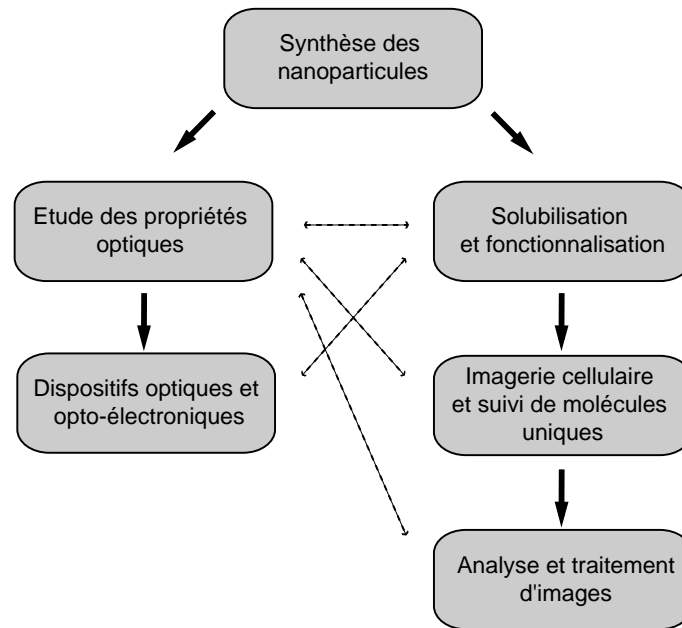 Synthèse des
nanoparticules
Etude des propriétés
optiques
Solubilisation
et fonctionnalisation
Dispositifs optiques et
opto-électroniques
Imagerie cellulaire
et suivi de molécules
uniques
Analyse et traitement
d'images